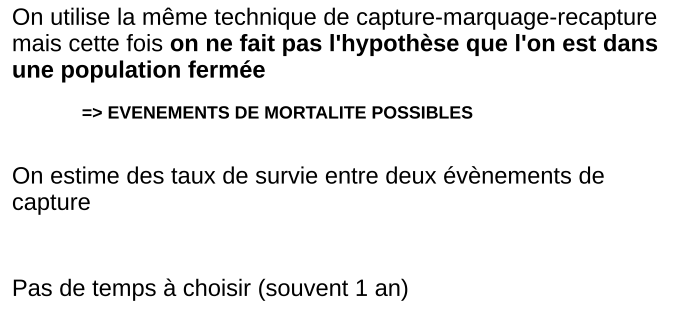 On utilise la même technique de capture-marquage-recapture
mais cette fois on ne fait pas l'hypothèse que l'on est dans
une population fermée
=> EVENEMENTS DE MORTALITE POSSIBLES
On estime des taux de survie entre deux évènements de
capture
Pas de temps à choisir (souvent 1 an)